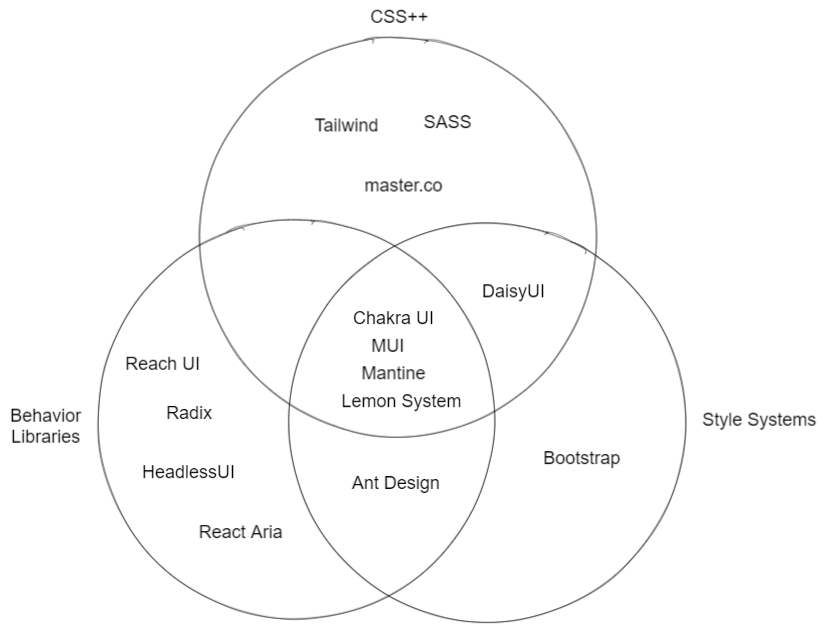 CSS++
Tailwind
SASS
master.co
DaisyUI
Chakra UI
MUI
Mantine
Lemon System
Reach UI
Radix
Behavior
Libraries
Style Systems
HeadlessUI
Ant Design
Bootstrap
React Aria